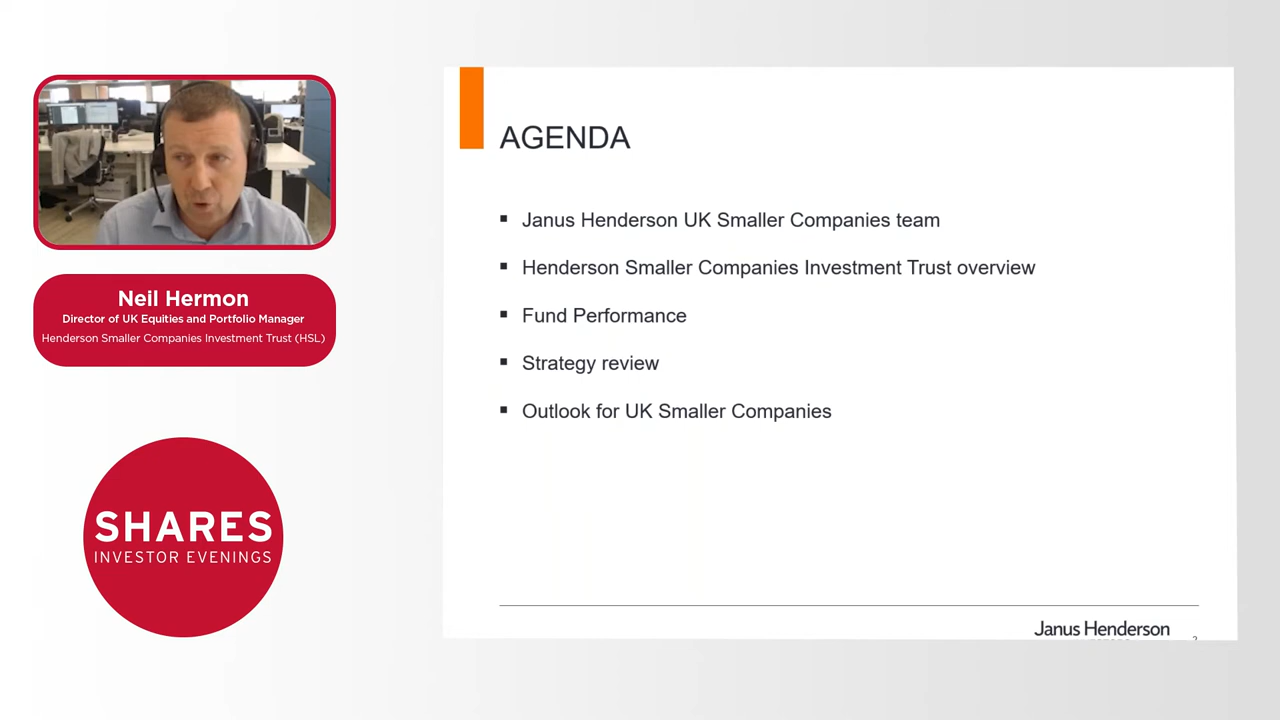 Neil Hermon
Director of UK Equities and Portfolio Manager
Henderson Smaller Companies Investment Trust (HSL)
SHARES
INVESTOR EVENINGS
AGENDA
▪ Janus Henderson UK Smaller Companies team
▪ Henderson Smaller Companies Investment Trust overview
▪ Fund Performance
▪ Strategy review
▪ Outlook for UK Smaller Companies
Janus Henderson